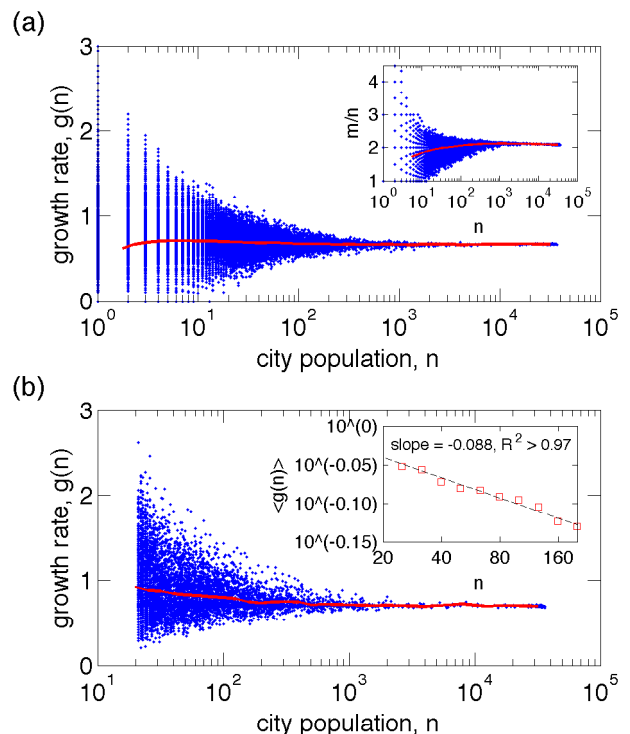 (a)
3
2
1
0
growth rate, g(n)
10^0 10^1 10^2 10^3 10^4 10^5
city population, n
4
3
2
1
m/n
10^0 10^1 10^2 10^3 10^4 10^5
n
(b)
3
2
1
0
growth rate, g(n)
10^1 10^2 10^3 10^4 10^5
city population, n
10^(0)
10^(-0.05)
10^(-0.10)
10^(-0.15)
<g(n)>
slope = -0.088, R^2 > 0.97
20 40 80 160
n